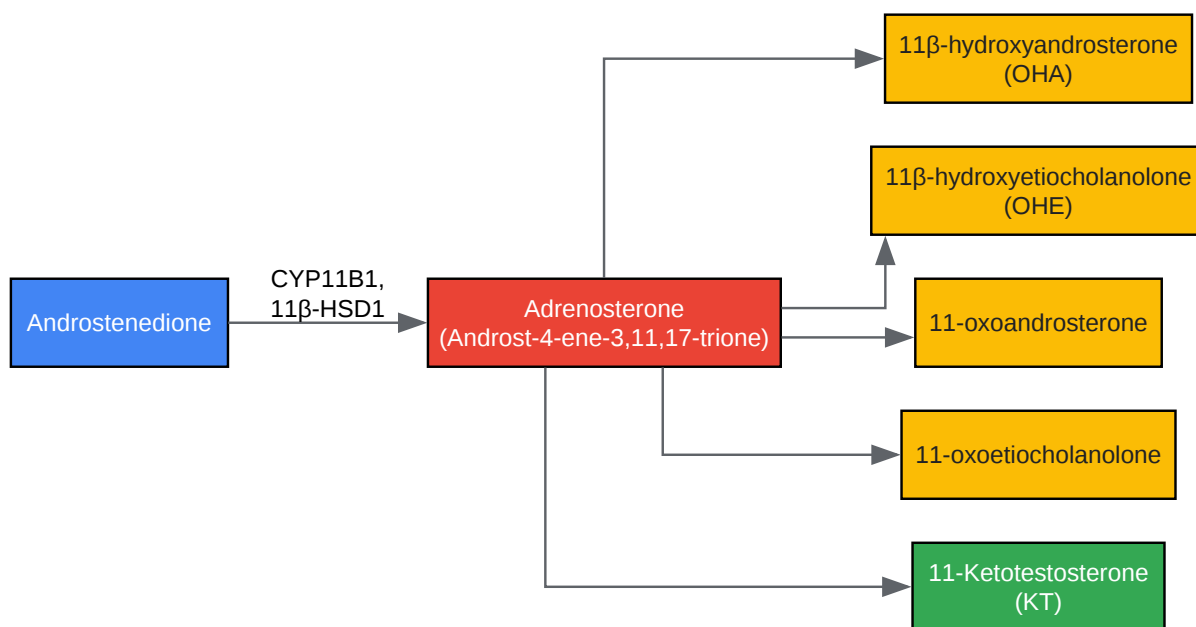 11β-hydroxyandrosterone
(OHA)
11β-hydroxyetiocholanolone
(OHE)
CYP11B1,
11β-HSD1
Androstenedione
Adrenosterone
(Androst-4-ene-3,11,17-trione)
11-oxoandrosterone
11-oxoetiocholanolone
11-Ketotestosterone
(KT)